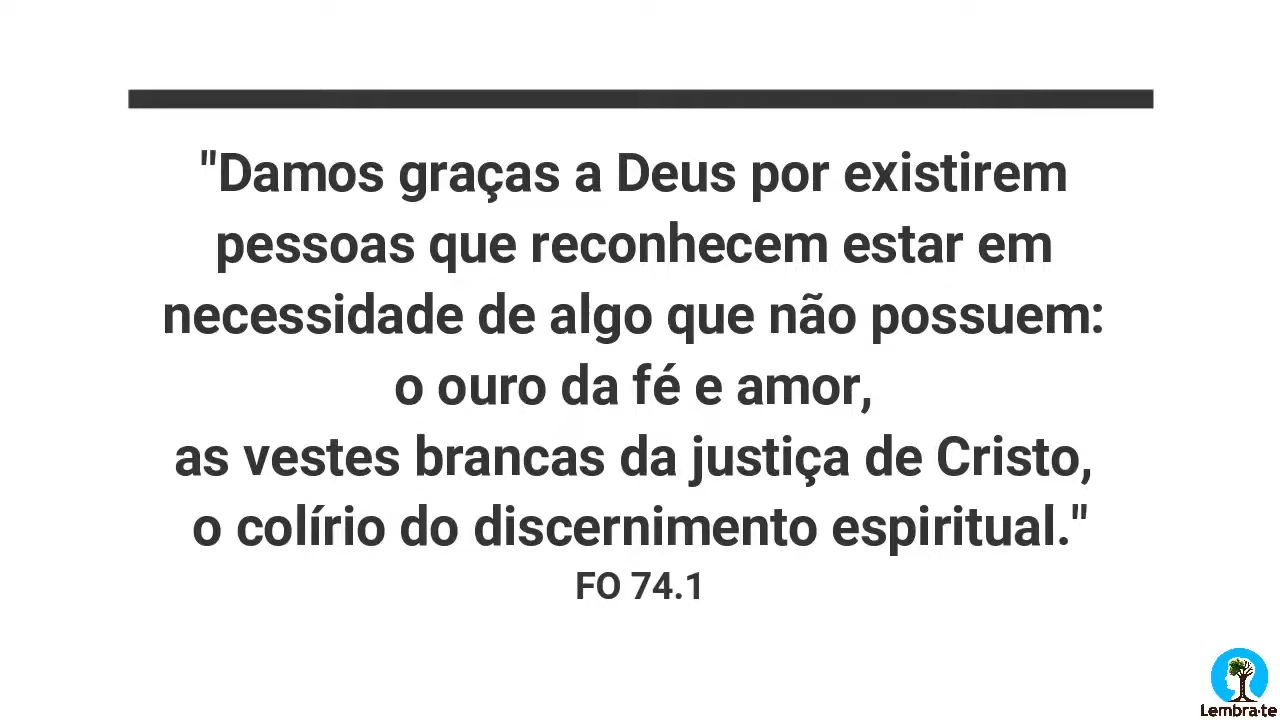 "Damos graças a Deus por existirem
pessoas que reconhecem estar em
necessidade de algo que não possuem:
o ouro da fé e amor,
as vestes brancas da justiça de Cristo,
o colírio do discernimento espiritual."
FO 74.1
Lembra-te